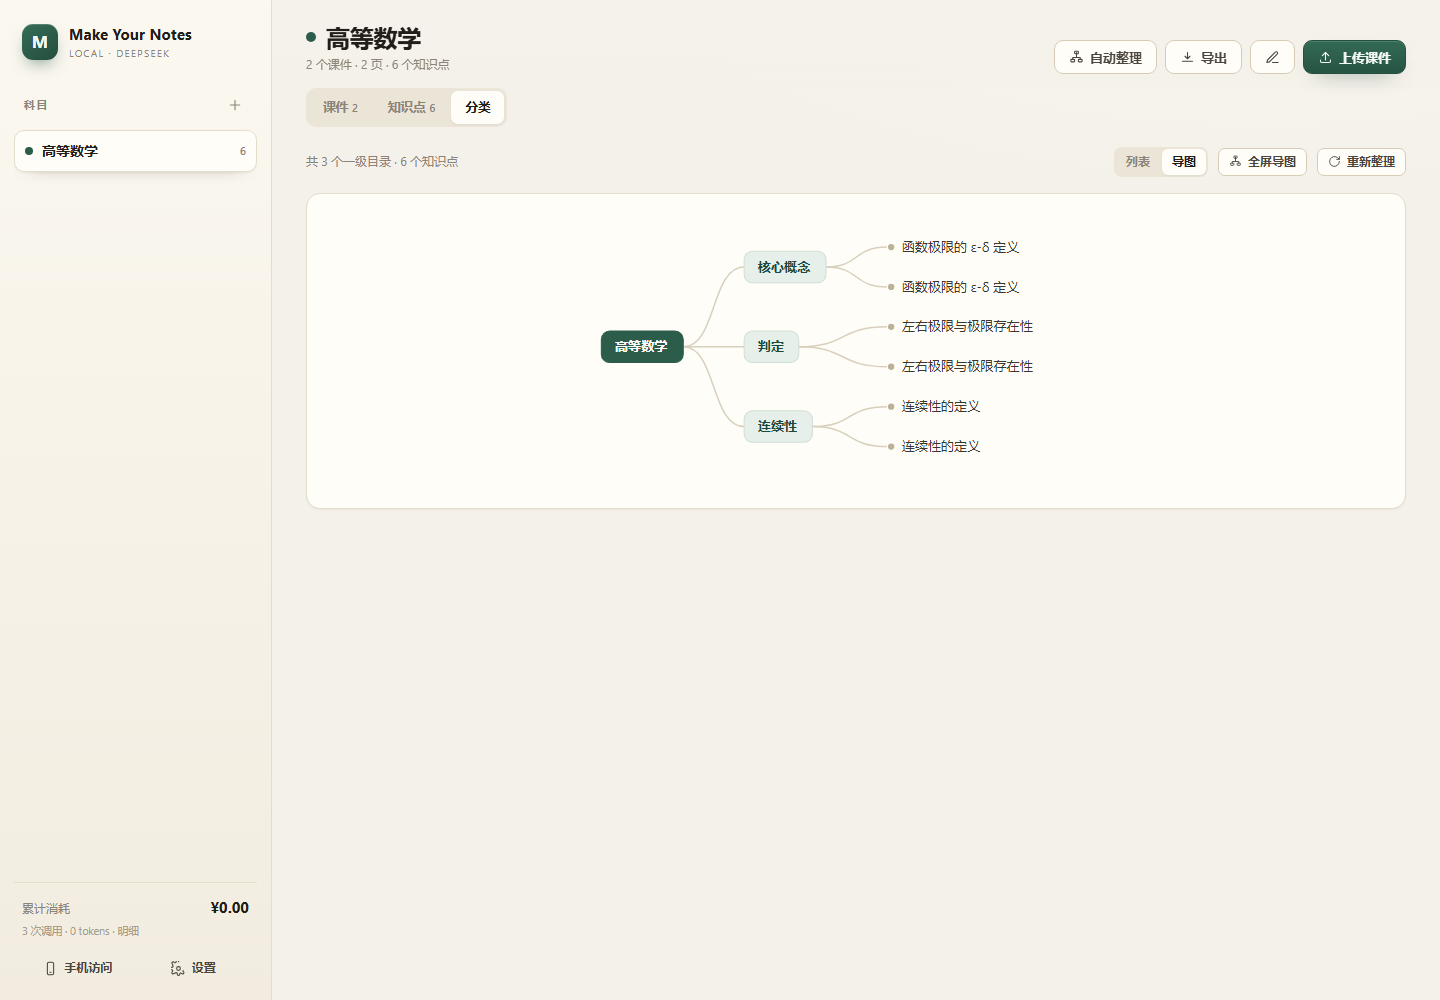 M
Make Your Notes
LOCAL · DEEPSEEK
科目
高等数学 6
累计消耗 ¥0.00
3 次调用 · 0 tokens · 明细
手机访问 设置
高等数学
2 个课件 · 2 页 · 6 个知识点
自动整理 导出 上传课件
课件 2 知识点 6 分类
共 3 个一级目录 · 6 个知识点
列表 导图 全屏导图 重新整理
高等数学
核心概念
函数极限的 ε-δ 定义
函数极限的 ε-δ 定义
判定
左右极限与极限存在性
左右极限与极限存在性
连续性
连续性的定义
连续性的定义